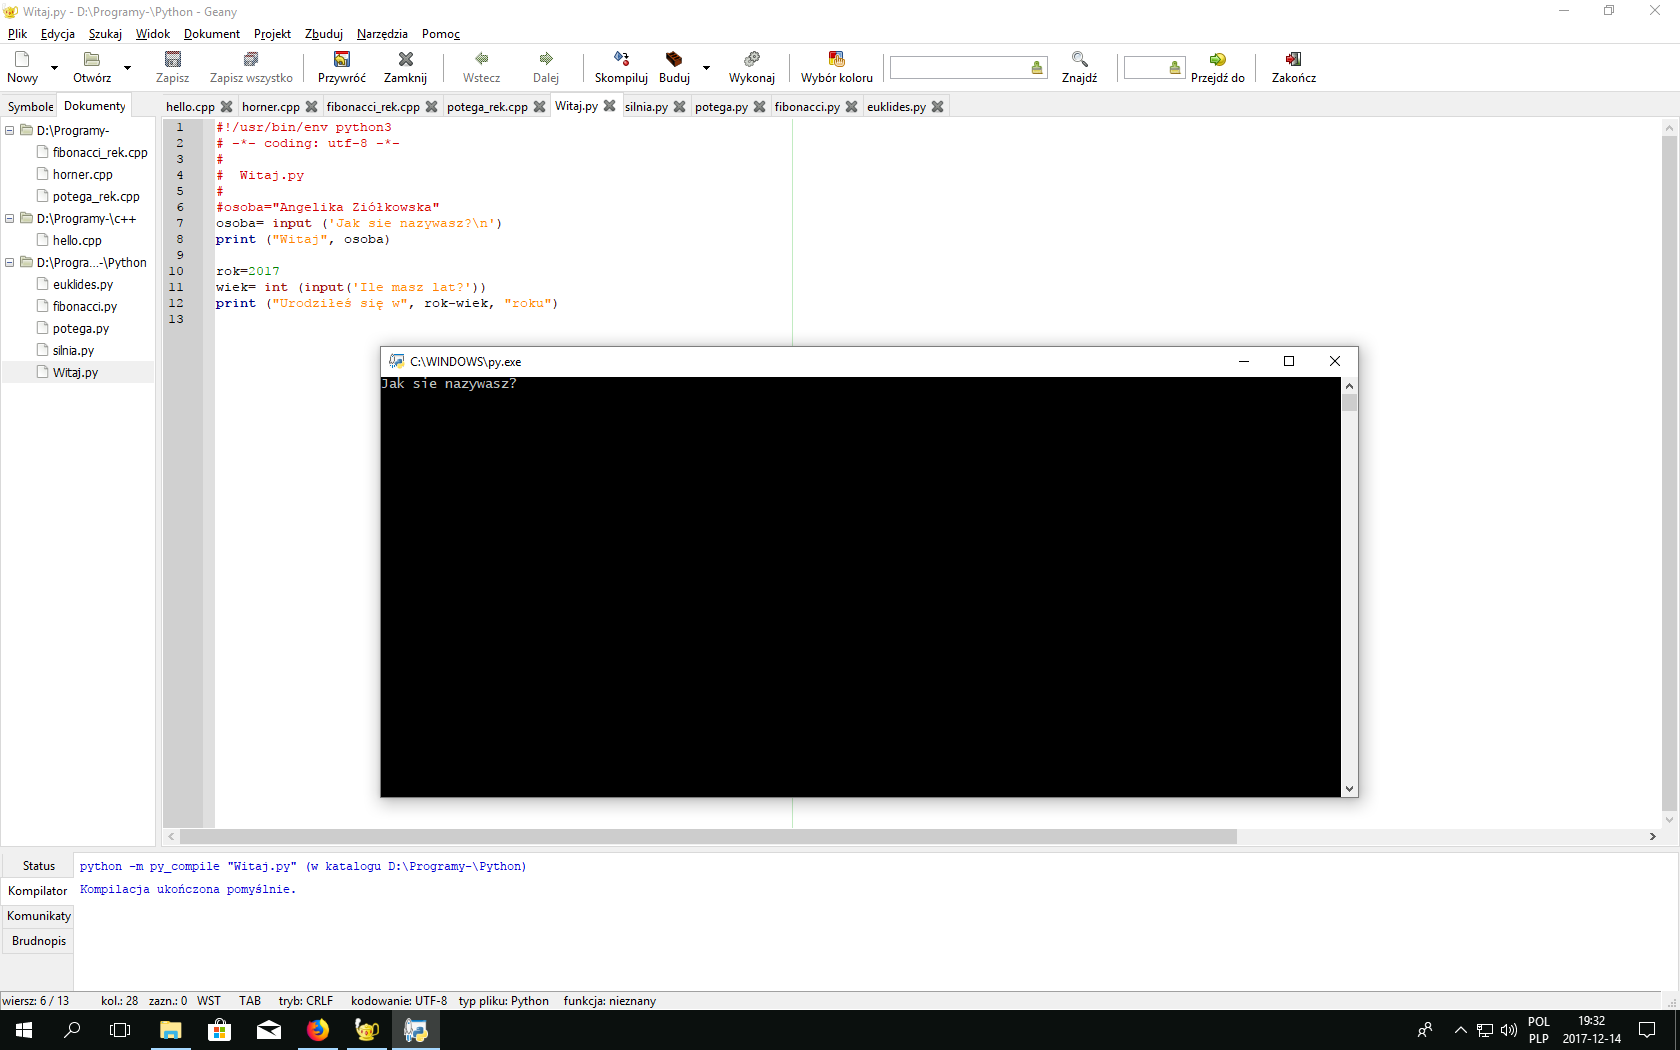 Witaj.py - D:\Programy-\Python - Geany
Plik Edycja Szukaj Widok Dokument Projekt Zbuduj Narzędzia Pomoc
Nowy Otwórz Zapisz Zapisz wszystko Przywróć Zamknij Wstecz Dalej Skompiluj Buduj Wykonaj Wybór koloru Znajdź Przejdź do Zakończ
Symbole Dokumenty
hello.cpp horner.cpp fibonacci_rek.cpp potega_rek.cpp Witaj.py silnia.py potega.py fibonacci.py euklides.py
D:\Programy-
fibonacci_rek.cpp
horner.cpp
potega_rek.cpp
D:\Programy-\c++
hello.cpp
D:\Progra...-\Python
euklides.py
fibonacci.py
potega.py
silnia.py
Witaj.py
1 #!/usr/bin/env python3
2 # -*- coding: utf-8 -*-
3 #
4 #  Witaj.py
5 #
6 #osoba="Angelika Ziółkowska"
7 osoba= input ('Jak sie nazywasz?\n')
8 print ("Witaj", osoba)
9
10 rok=2017
11 wiek= int (input('Ile masz lat?'))
12 print ("Urodziłeś się w", rok-wiek, "roku")
13
C:\WINDOWS\py.exe
Jak sie nazywasz?
Status
Kompilator
Komunikaty
Brudnopis
python -m py_compile "Witaj.py" (w katalogu D:\Programy-\Python)
Kompilacja ukończona pomyślnie.
wiersz: 6 / 13 kol.: 28 zazn.: 0 WST TAB tryb: CRLF kodowanie: UTF-8 typ pliku: Python funkcja: nieznany
POL
PLP
19:32
2017-12-14